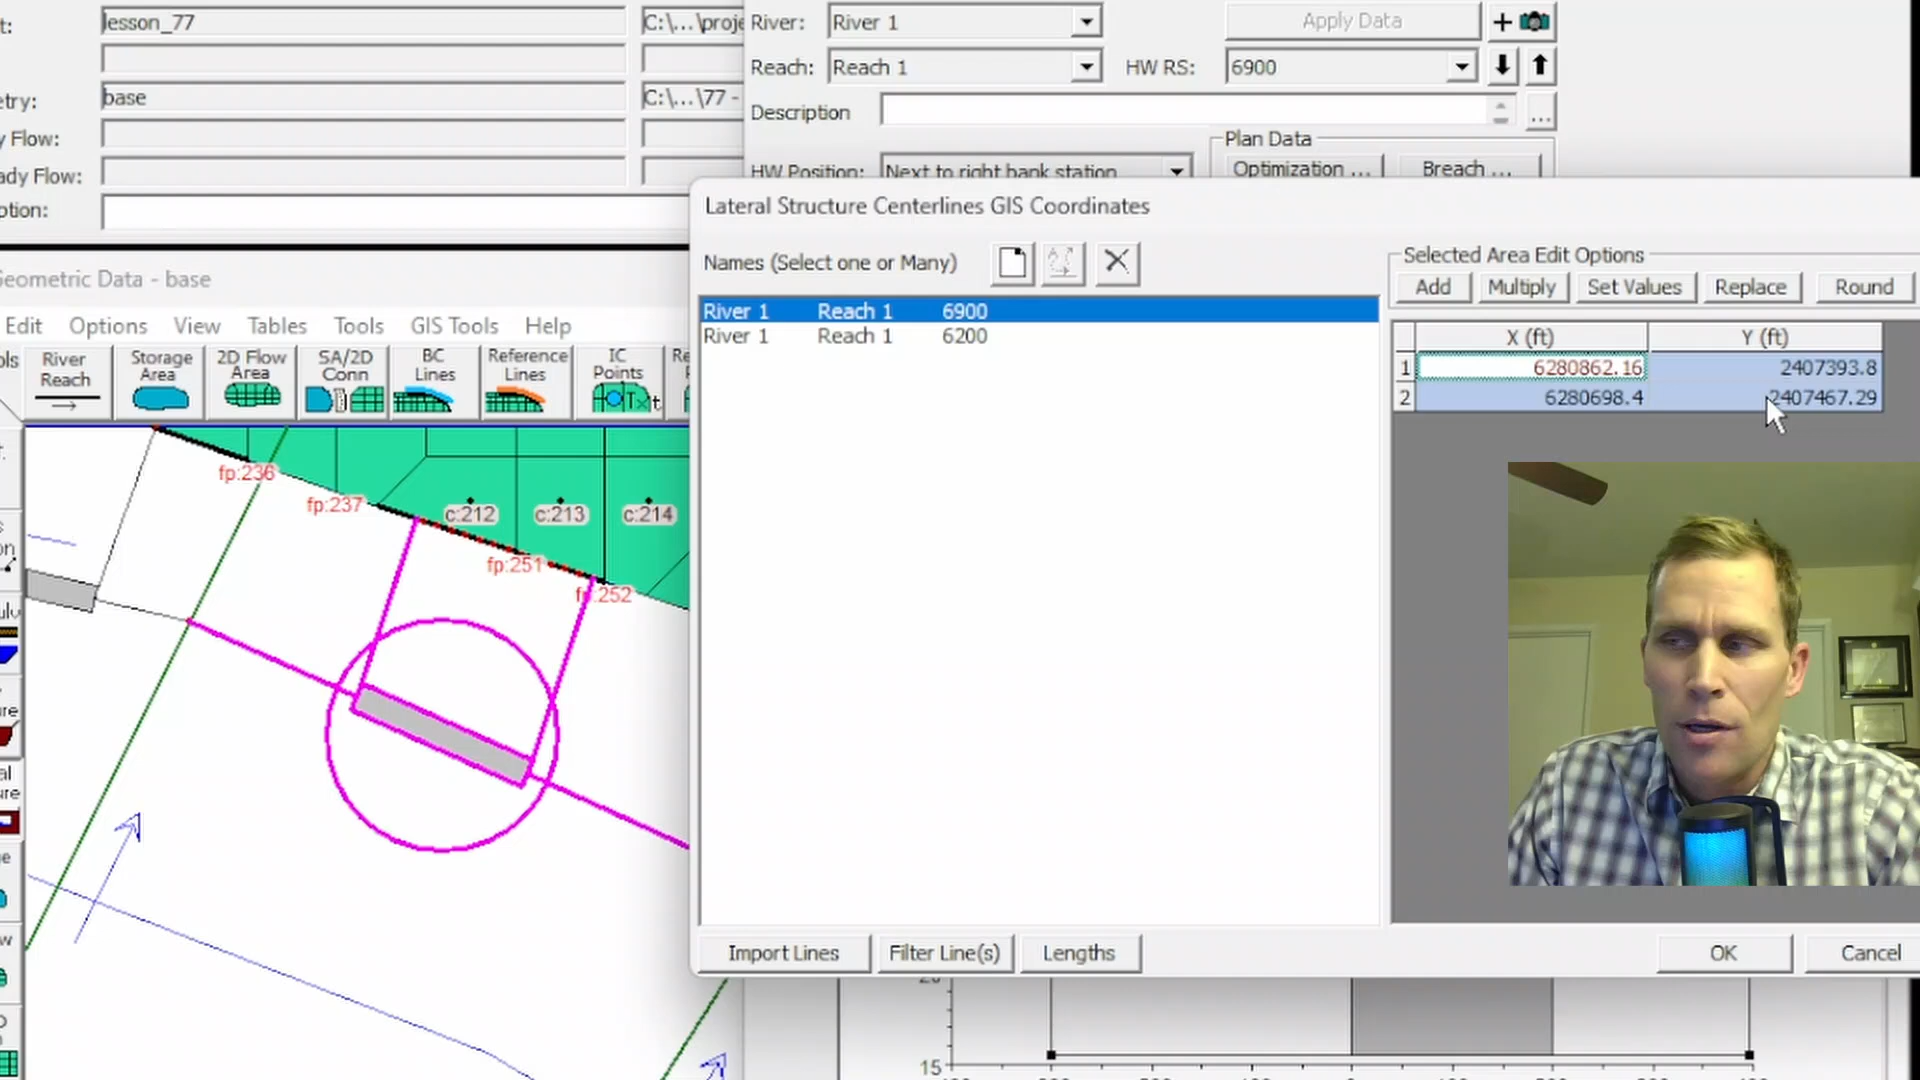 t:
lesson_77
C:\...\proje
River:
River 1
Apply Data
Reach:
Reach 1
HW RS:
6900
etry:
base
C:\...\77 -
Description
...
y Flow:
Plan Data
ady Flow:
HW Position:
Next to right bank station
Optimization ...
Breach ...
ption:
Lateral Structure Centerlines GIS Coordinates
Names (Select one or Many)
Selected Area Edit Options
Add
Multiply
Set Values
Replace
Round
Geometric Data - base
River 1 Reach 1 6900
River 1 Reach 1 6200
X (ft)
Y (ft)
1 6280862.16 2407393.8
2 6280698.4 2407467.29
Edit
Options
View
Tables
Tools
GIS Tools
Help
ols
River
Reach
Storage
Area
2D Flow
Area
SA/2D
Conn
BC
Lines
Reference
Lines
IC
Points
Re
fp:236
fp:237
c:212
c:213
c:214
fp:251
fp:252
Import Lines
Filter Line(s)
Lengths
OK
Cancel
15